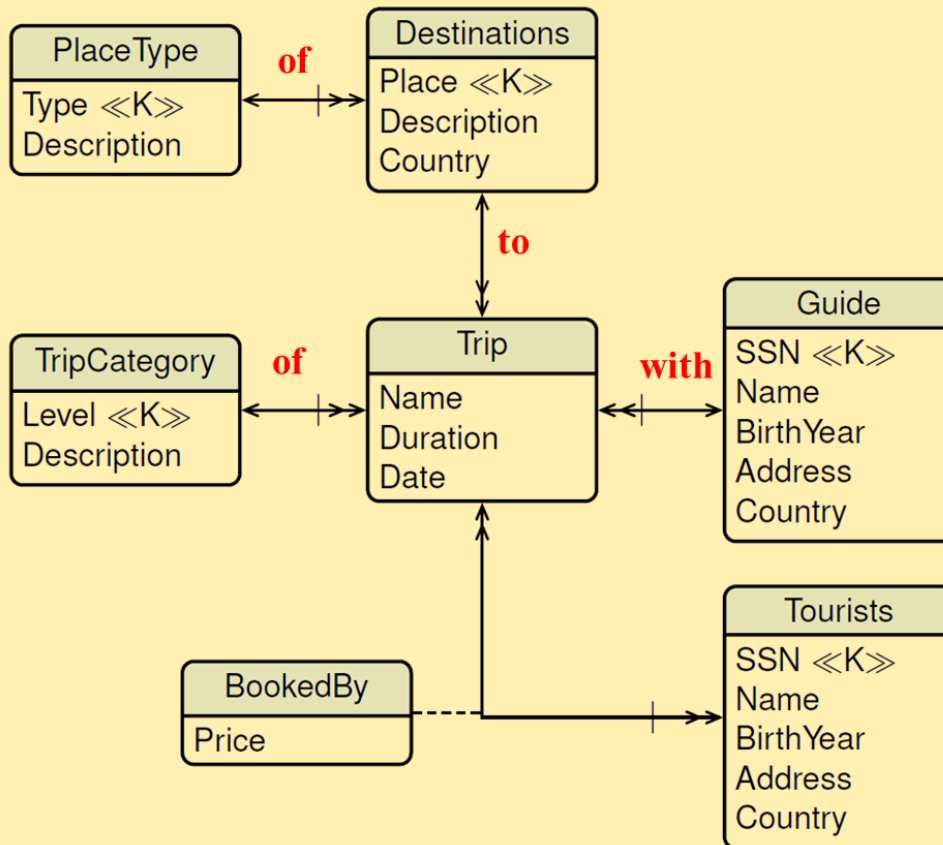 PlaceType
Type ≪K≫
Description
of
Destinations
Place ≪K≫
Description
Country
to
TripCategory
Level ≪K≫
Description
of
Trip
Name
Duration
Date
with
Guide
SSN ≪K≫
Name
BirthYear
Address
Country
BookedBy
Price
Tourists
SSN ≪K≫
Name
BirthYear
Address
Country